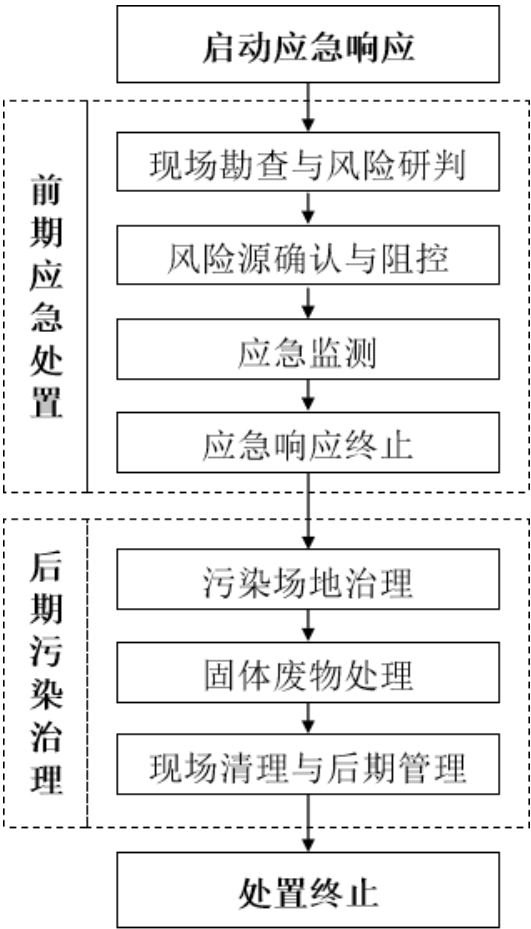 启动应急响应
前期应急处置
现场勘查与风险研判
风险源确认与阻控
应急监测
应急响应终止
后期污染治理
污染场地治理
固体废物处理
现场清理与后期管理
处置终止